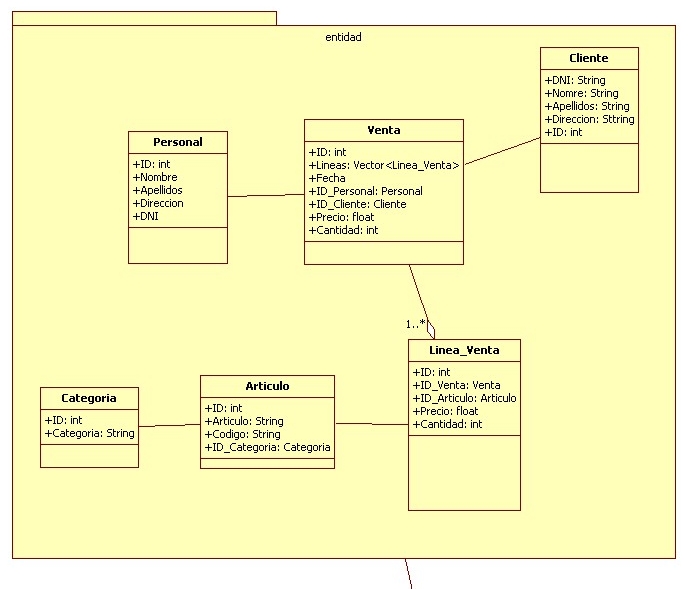 entidad
Cliente
+DNI: String
+Nomre: String
+Apellidos: String
+Direccion: Sttring
+ID: int
Venta
+ID: int
+Lineas: Vector<Linea_Venta>
+Fecha
+ID_Personal: Personal
+ID_Cliente: Cliente
+Precio: float
+Cantidad: int
Personal
+ID: int
+Nombre
+Apellidos
+Direccion
+DNI
1..*
Linea_Venta
+ID: int
+ID_Venta: Venta
+ID_Articulo: Articulo
+Precio: float
+Cantidad: int
Articulo
+ID: int
+Articulo: String
+Codigo: String
+ID_Categoria: Categoria
Categoria
+ID: int
+Categoria: String